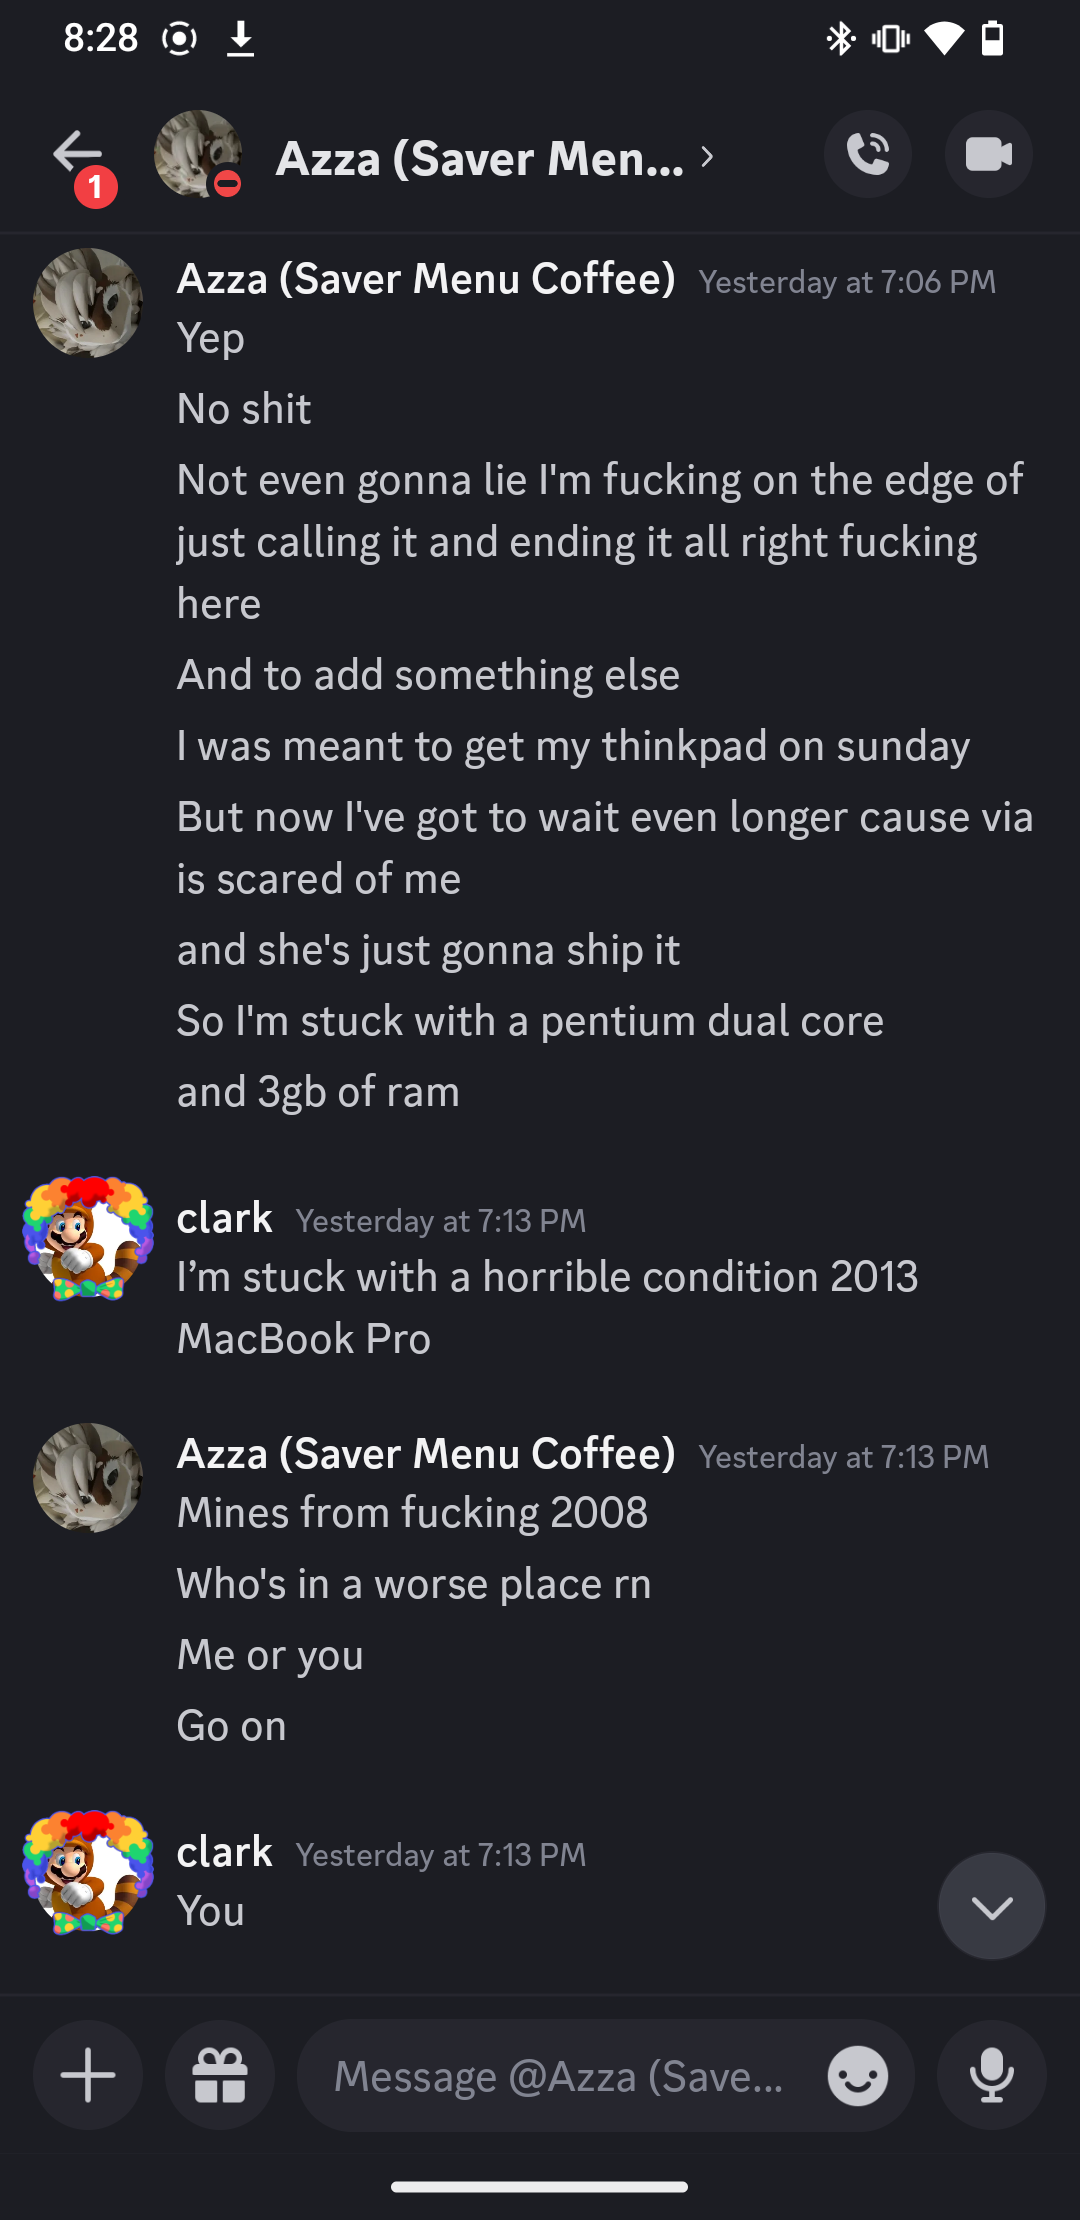 8:28
1
Azza (Saver Men...
Azza (Saver Menu Coffee) Yesterday at 7:06 PM
Yep
No shit
Not even gonna lie I'm fucking on the edge of
just calling it and ending it all right fucking
here
And to add something else
I was meant to get my thinkpad on sunday
But now I've got to wait even longer cause via
is scared of me
and she's just gonna ship it
So I'm stuck with a pentium dual core
and 3gb of ram
clark Yesterday at 7:13 PM
I’m stuck with a horrible condition 2013
MacBook Pro
Azza (Saver Menu Coffee) Yesterday at 7:13 PM
Mines from fucking 2008
Who's in a worse place rn
Me or you
Go on
clark Yesterday at 7:13 PM
You
Message @Azza (Save...